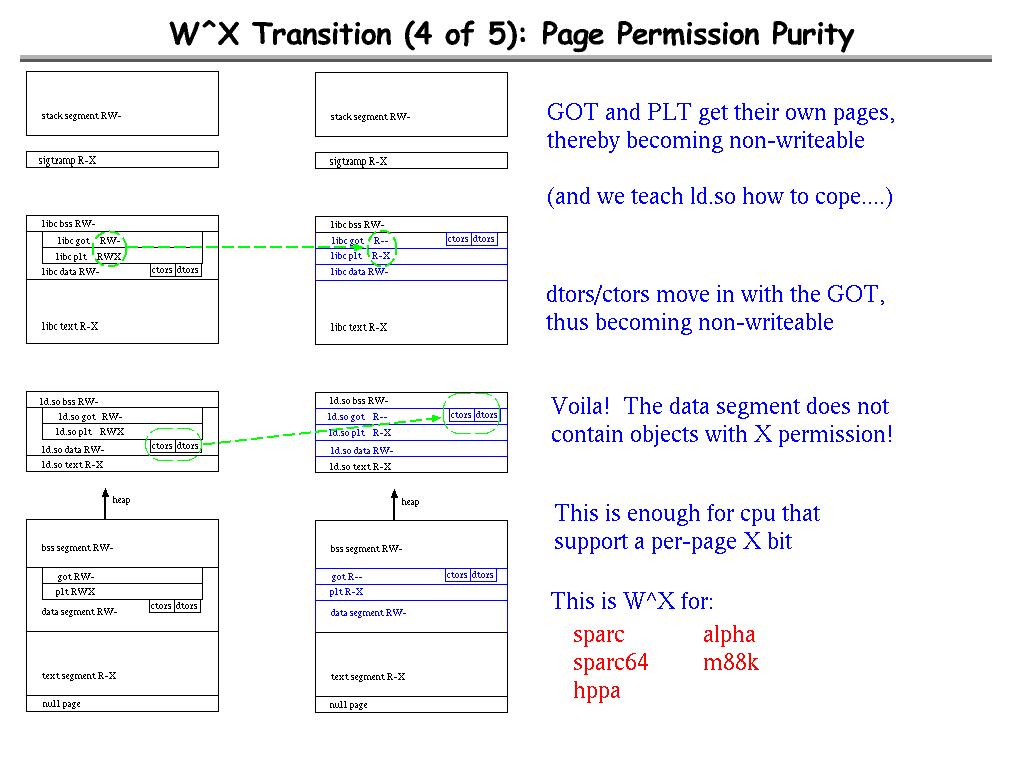 W^X Transition (4 of 5): Page Permission Purity
stack segment RW-
sigtramp R-X
libc bss RW-
libc got RW-
libc plt RWX
libc data RW- ctors dtors
libc text R-X
ld.so bss RW-
ld.so got RW-
ld.so plt RWX
ctors dtors
ld.so data RW-
ld.so text R-X
heap
bss segment RW-
got RW-
plt RWX
data segment RW- ctors dtors
text segment R-X
null page
stack segment RW-
sigtramp R-X
libc bss RW-
libc got R-- ctors dtors
libc plt R-X
libc data RW-
libc text R-X
ld.so bss RW-
ld.so got R-- ctors dtors
ld.so plt R-X
ld.so data RW-
ld.so text R-X
heap
bss segment RW-
got R-- ctors dtors
plt R-X
data segment RW-
text segment R-X
null page
GOT and PLT get their own pages,
thereby becoming non-writeable
(and we teach ld.so how to cope....)
dtors/ctors move in with the GOT,
thus becoming non-writeable
Voila! The data segment does not
contain objects with X permission!
This is enough for cpu that
support a per-page X bit
This is W^X for:
sparc alpha
sparc64 m88k
hppa